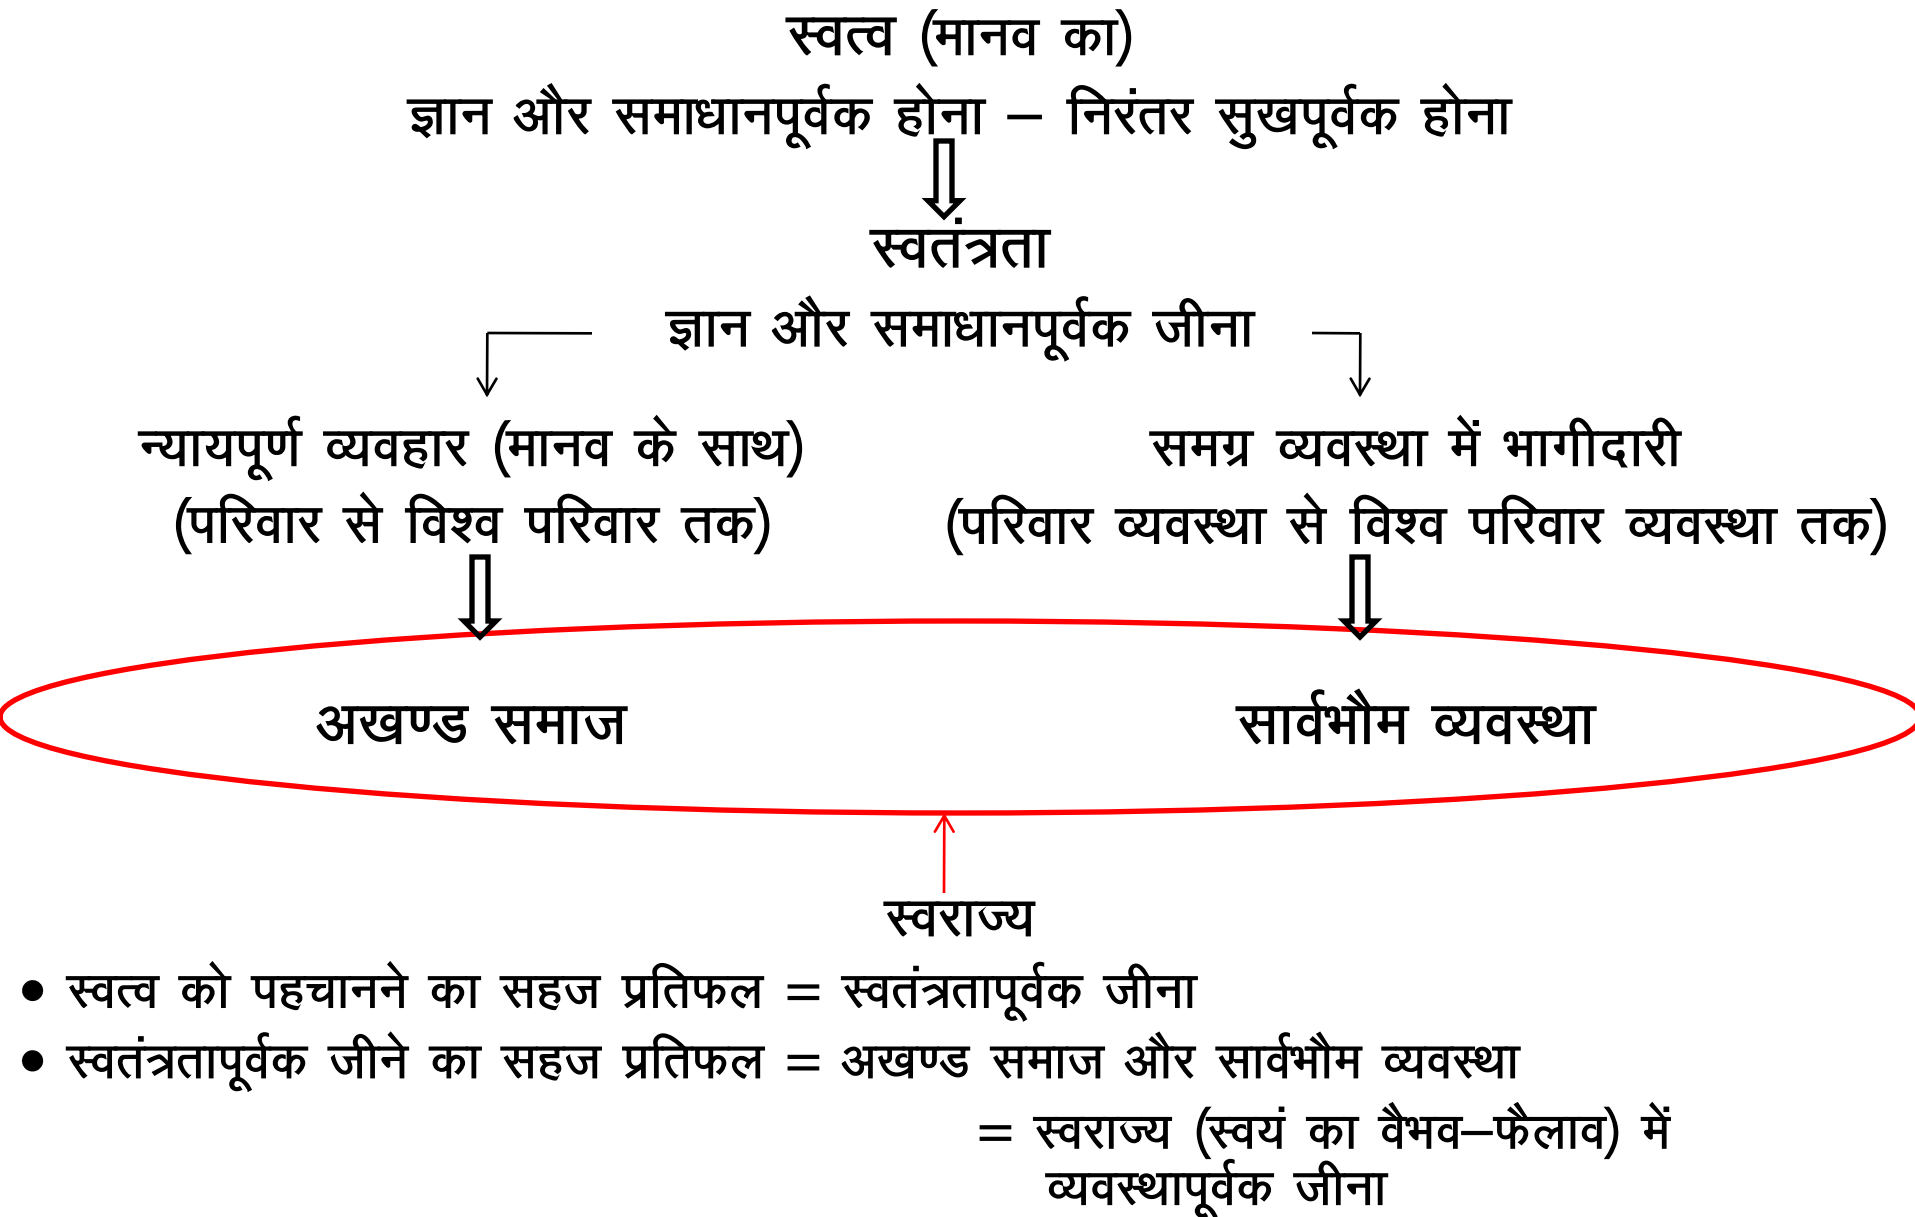 स्वत्व (मानव का)
ज्ञान और समाधानपूर्वक होना – निरंतर सुखपूर्वक होना
स्वतंत्रता
ज्ञान और समाधानपूर्वक जीना
न्यायपूर्ण व्यवहार (मानव के साथ)
(परिवार से विश्व परिवार तक)
समग्र व्यवस्था में भागीदारी
(परिवार व्यवस्था से विश्व परिवार व्यवस्था तक)
अखण्ड समाज
सार्वभौम व्यवस्था
स्वराज्य
• स्वत्व को पहचानने का सहज प्रतिफल = स्वतंत्रतापूर्वक जीना
• स्वतंत्रतापूर्वक जीने का सहज प्रतिफल = अखण्ड समाज और सार्वभौम व्यवस्था
= स्वराज्य (स्वयं का वैभव–फैलाव) में
व्यवस्थापूर्वक जीना